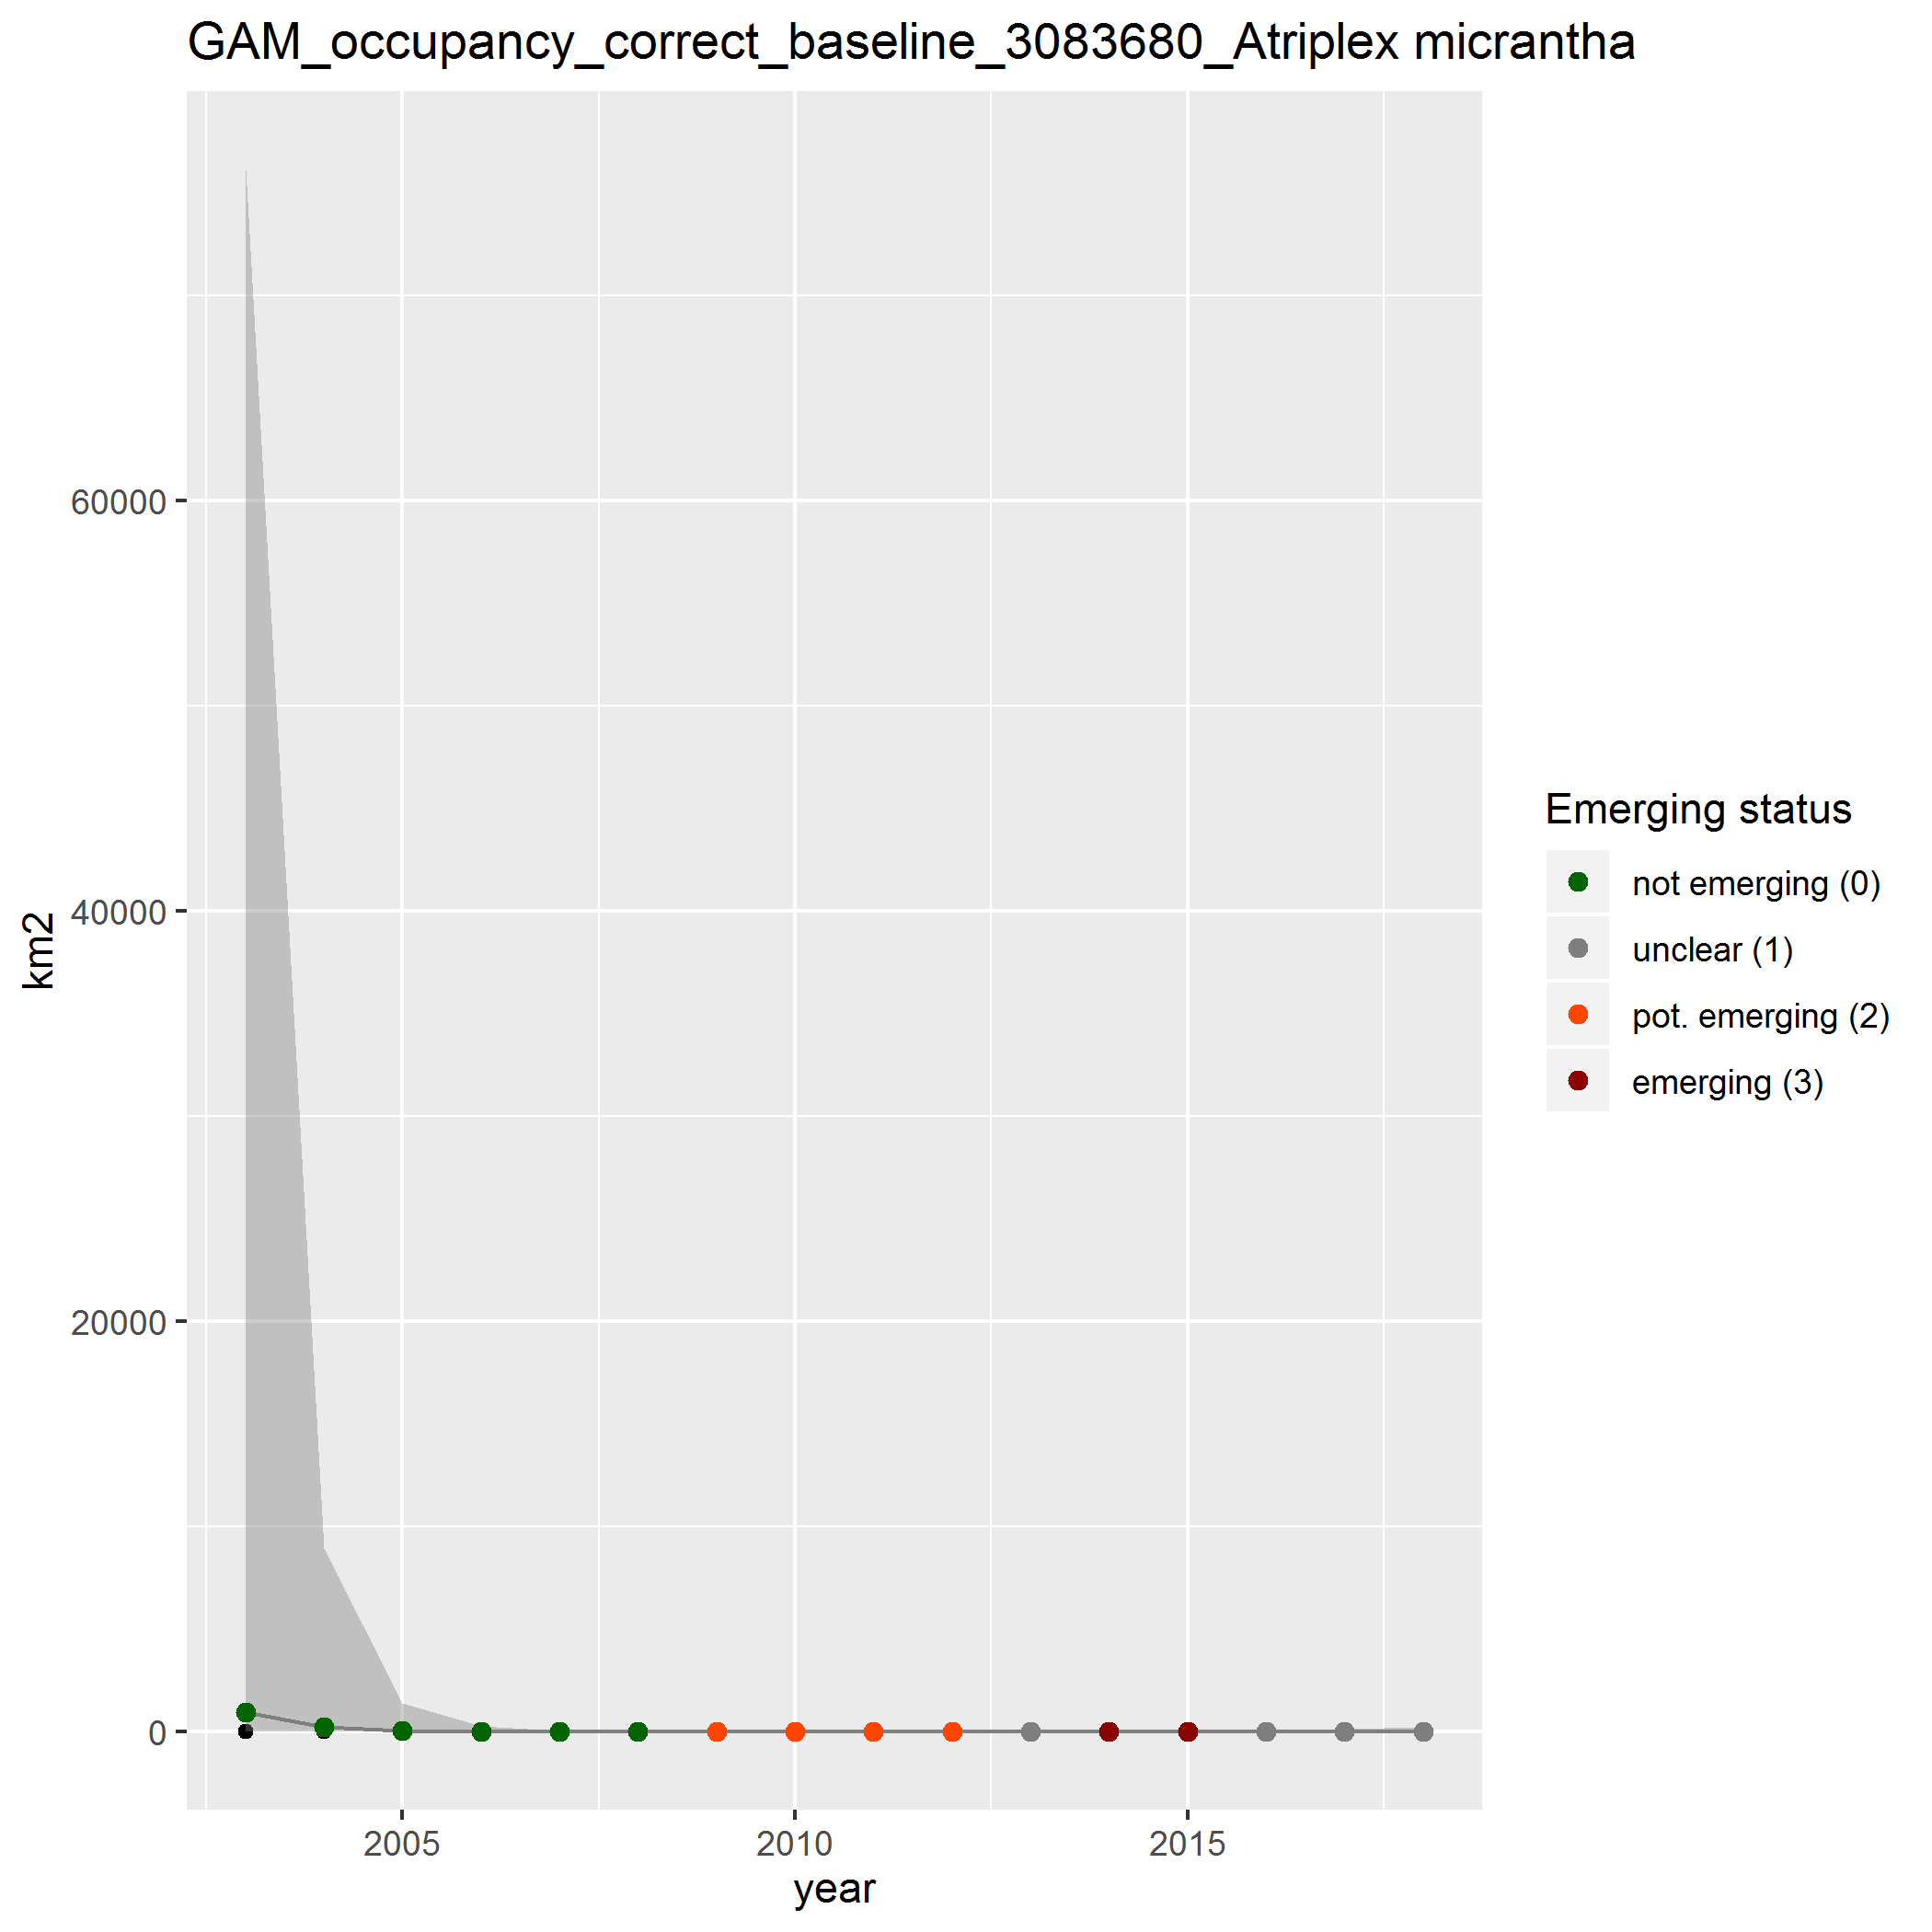 GAM_occupancy_correct_baseline_3083680_Atriplex micrantha
60000
40000
20000
0
km2
2005
2010
2015
year
Emerging status
not emerging (0)
unclear (1)
pot. emerging (2)
emerging (3)